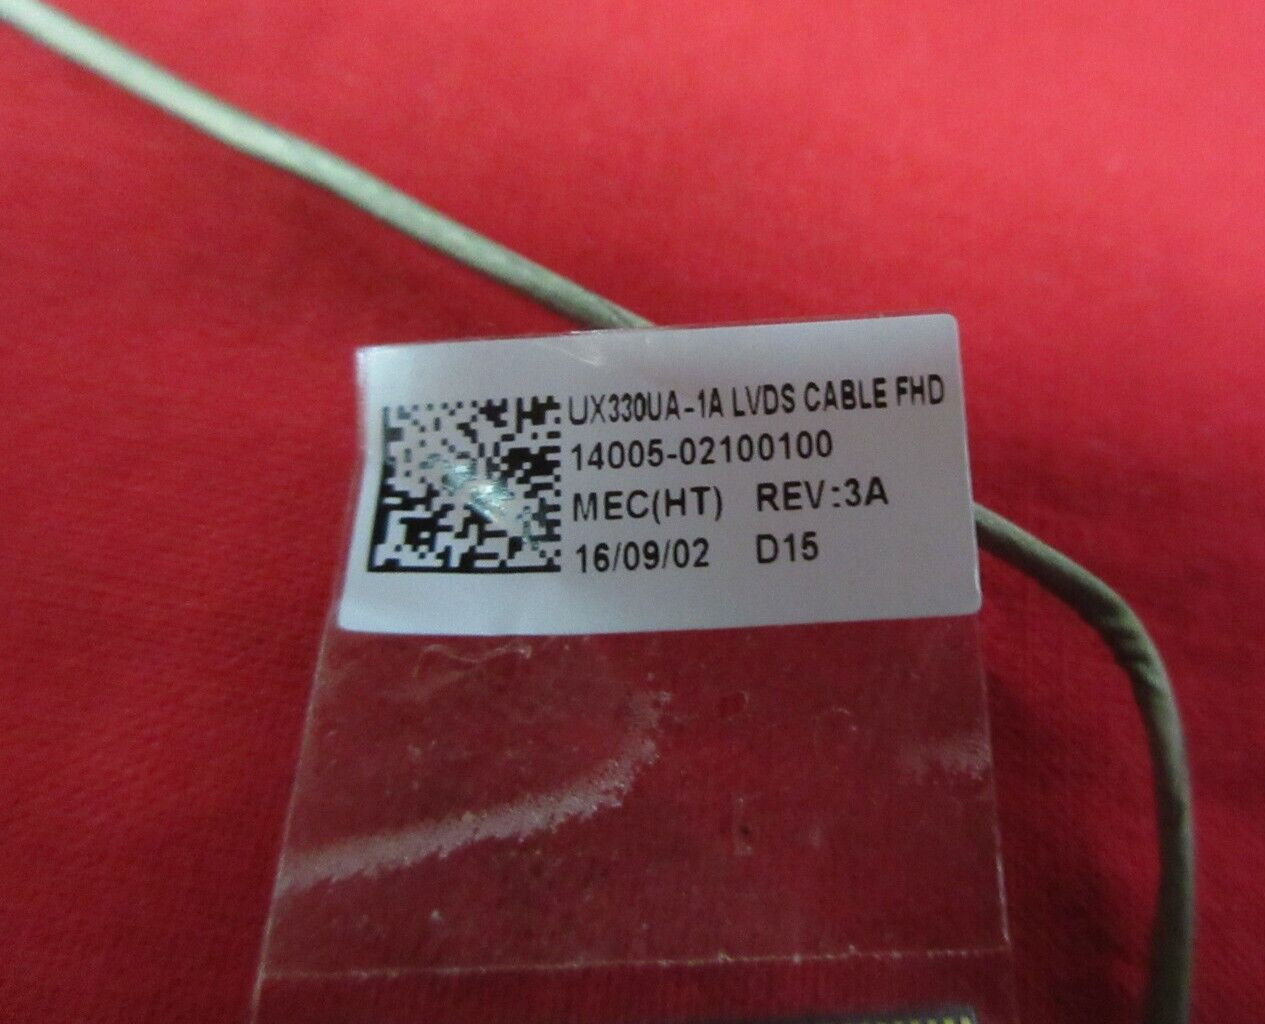 UX330UA-1A LVDS CABLE FHD
14005-02100100
MEC(HT) REV:3A
16/09/02 D15